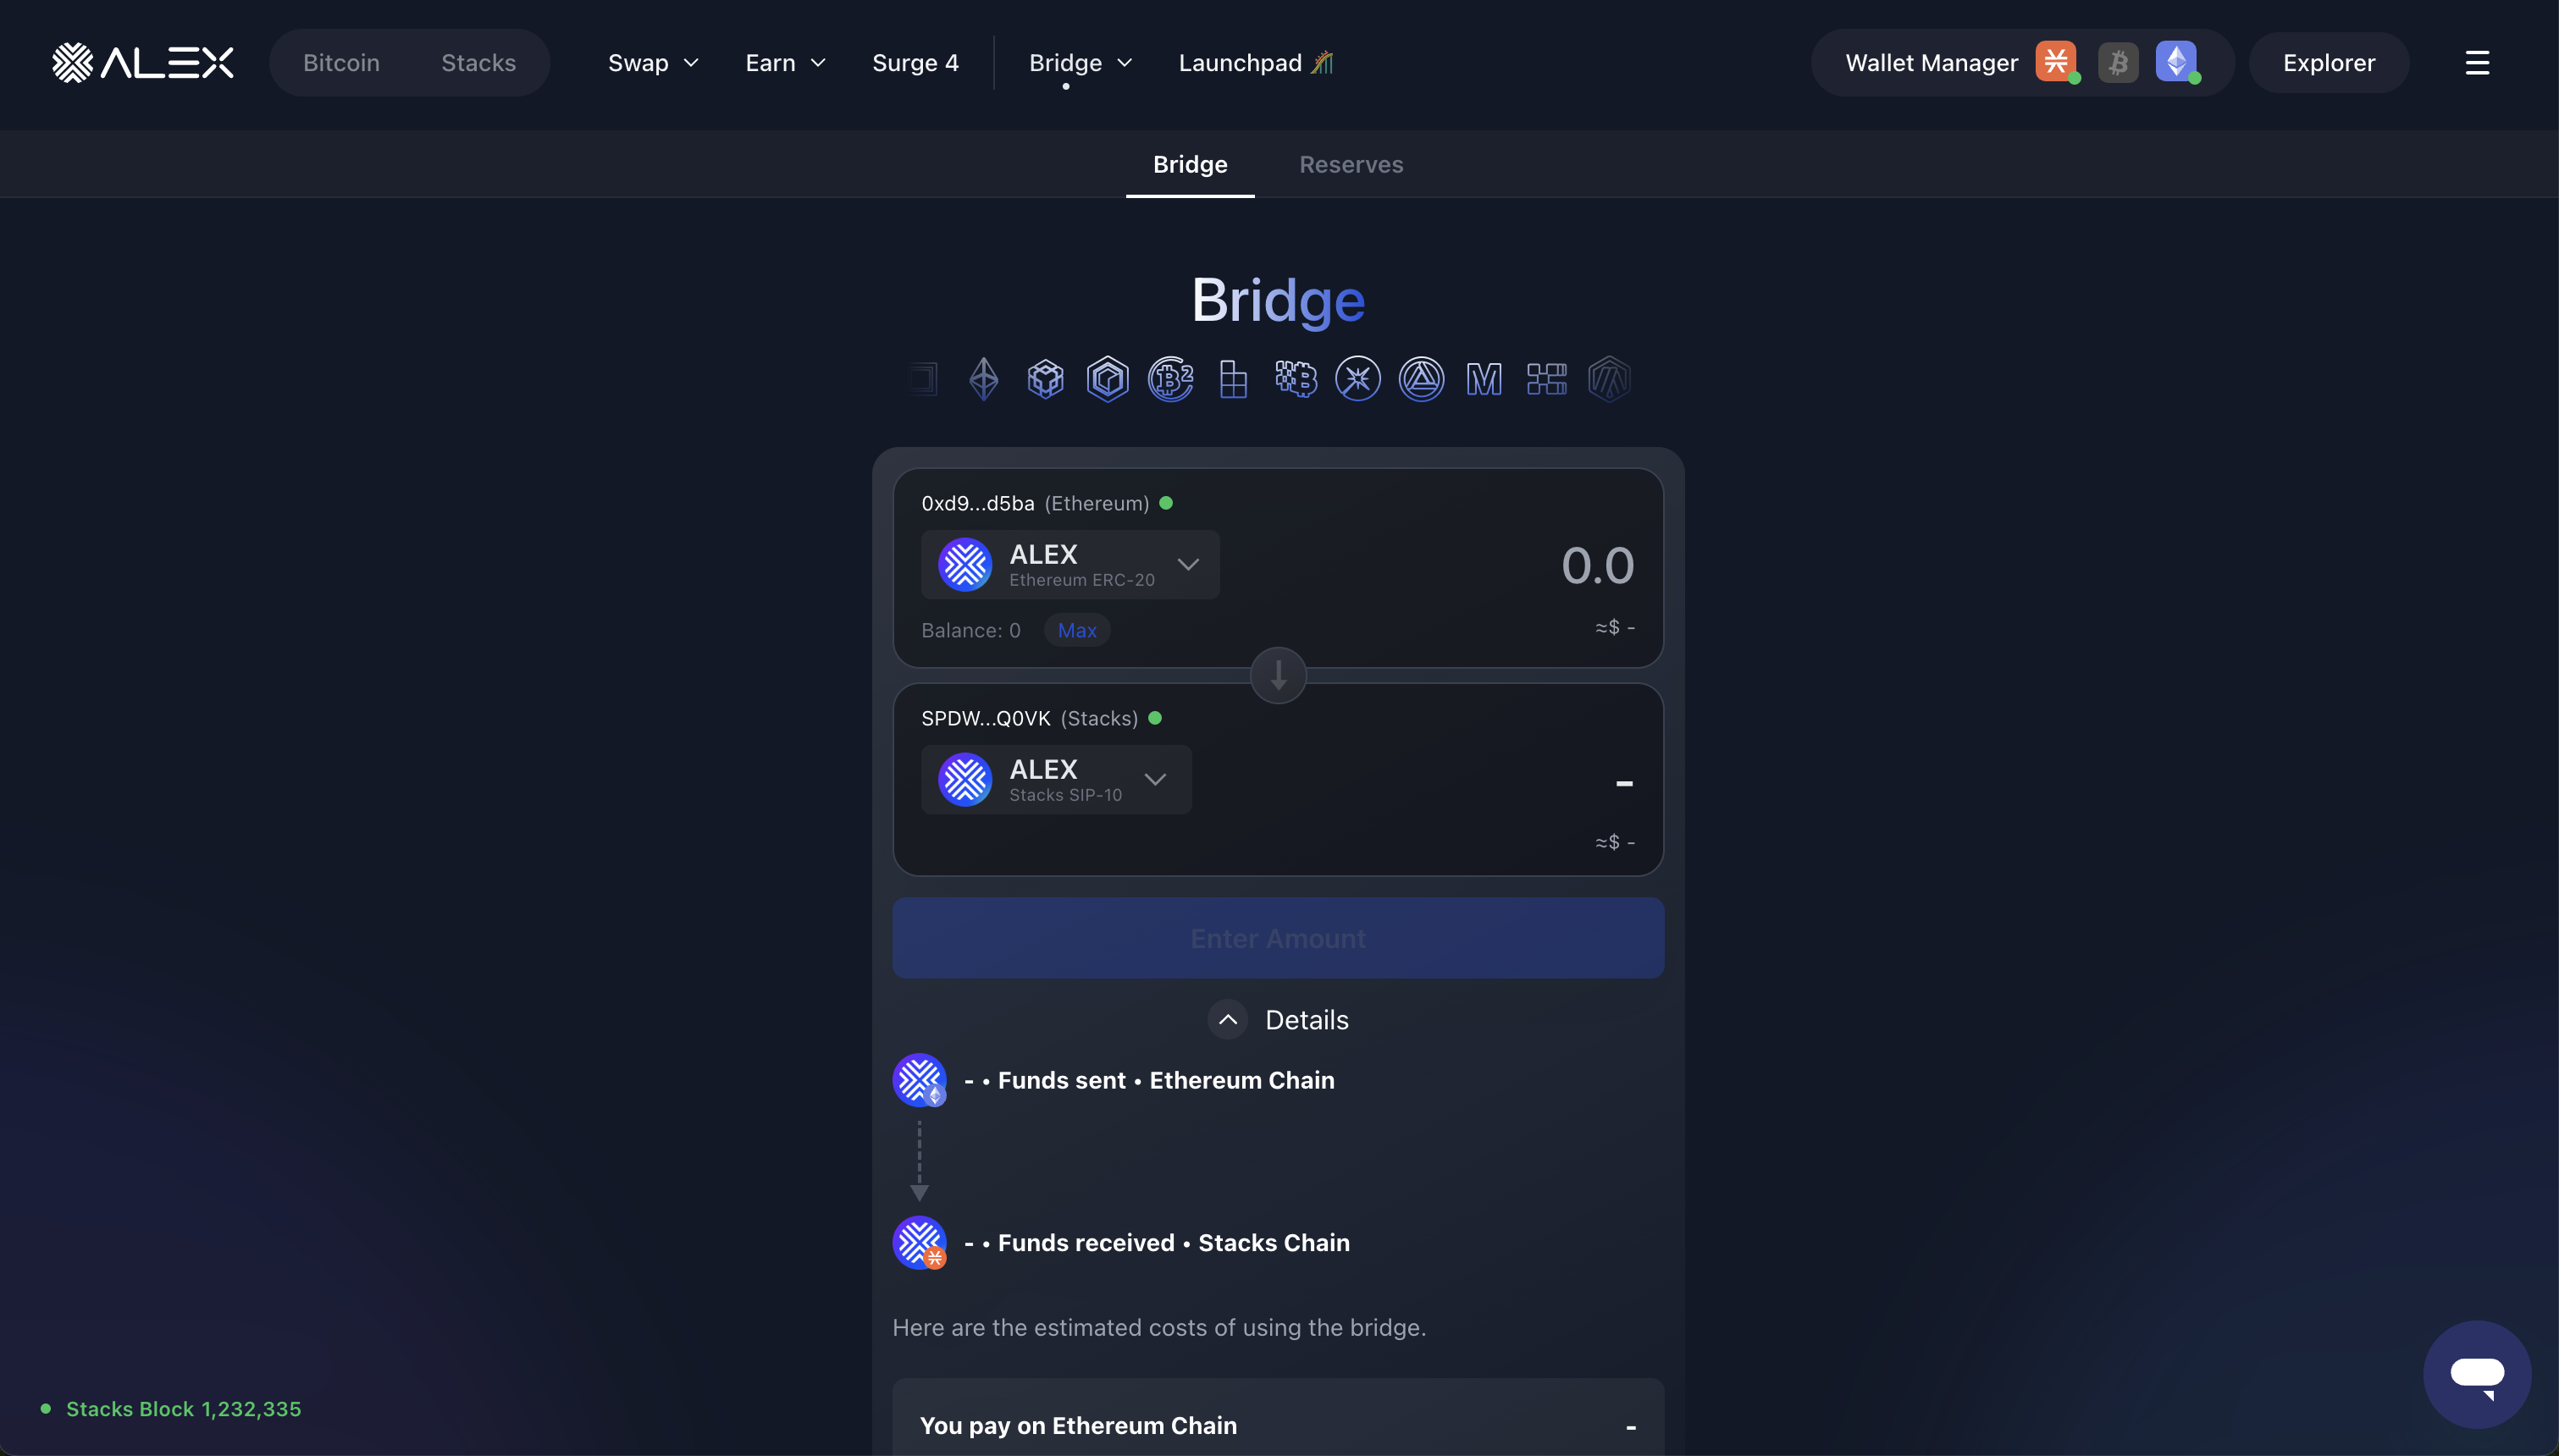 ALEX
Bitcoin Stacks Swap Earn Surge 4 Bridge Launchpad Wallet Manager Explorer
Bridge Reserves
Bridge
0xd9...d5ba (Ethereum)
ALEX
Ethereum ERC-20
0.0
Balance: 0 Max ≈$ -
SPDW...Q0VK (Stacks)
ALEX
Stacks SIP-10
-
≈$ -
Enter Amount
Details
- • Funds sent • Ethereum Chain
- • Funds received • Stacks Chain
Here are the estimated costs of using the bridge.
You pay on Ethereum Chain -
Stacks Block 1,232,335